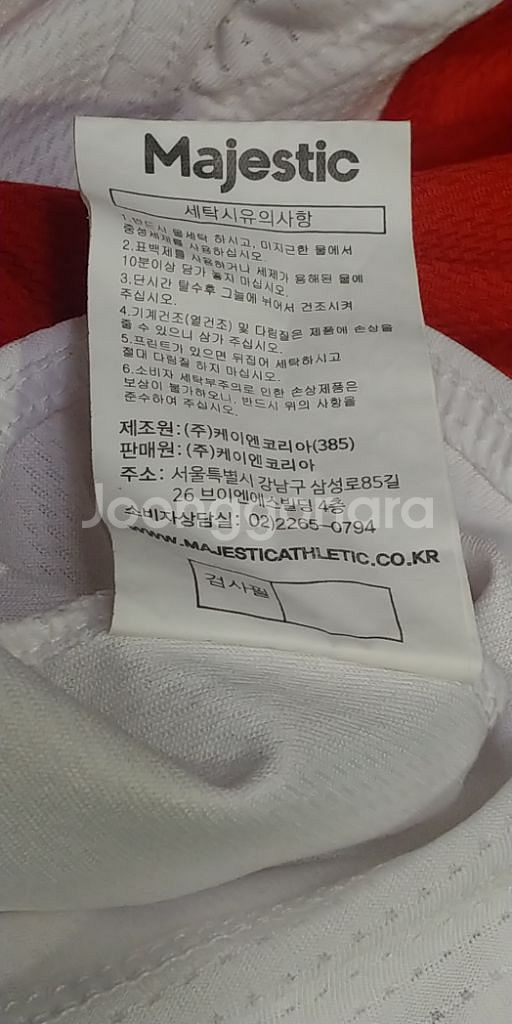 Majestic
세탁시유의사항
1.반드시 물세탁 하시고, 미지근한 물에서
중성세제를 사용하십시오.
2.표백제를 사용하거나 세제가 용해된 물에
10분이상 담가 놓지 마십시오.
3.단시간 탈수후 그늘에 뉘어서 건조시켜
주십시오.
4.기계건조(열건조) 및 다림질은 제품에 손상을
줄 수 있으니 삼가 주십시오.
5.프린트가 있으면 뒤집어 세탁하시고
절대 다림질 하지 마십시오.
6.소비자 세탁부주의로 인한 손상제품은
보상이 불가하오니, 반드시 위의 사항을
준수하여 주십시오.
제조원:(주)케이엔코리아(385)
판매원:(주)케이엔코리아
주소: 서울특별시 강남구 삼성로85길
26 브이엔에스빌딩 4층
소비자상담실: 02)2265-0794
www.MAJESTICATHLETIC.CO.KR
검사필
Joonggonara